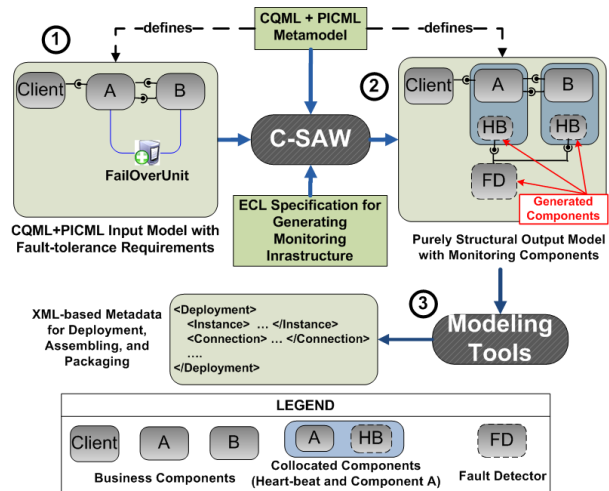 CQML + PICML
Metamodel
defines
defines
1
2
Client
A
B
FailOverUnit
C-SAW
Client
A
B
HB
HB
FD
Generated
Components
CQML+PICML Input Model with
Fault-tolerance Requirements
ECL Specification for
Generating
Monitoring
Inrastructure
Purely Structural Output Model
with Monitoring Components
3
XML-based Metadata
for Deployment,
Assembling, and
Packaging
<Deployment>
<Instance> ... </Instance>
<Connection> ... </Connection>
....
</Deployment>
Modeling
Tools
LEGEND
Client
A
B
A
HB
FD
Business Components
Collocated Components
(Heart-beat and Component A)
Fault Detector